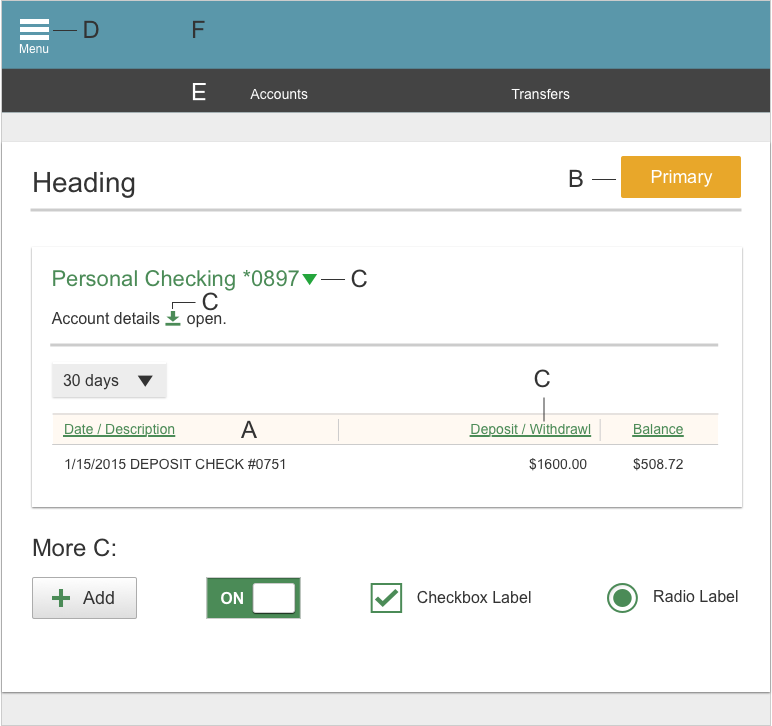 D F
Menu
E Accounts Transfers
Heading B Primary
Personal Checking *0897 C
C
Account details open.
30 days C
Date / Description A Deposit / Withdrawl Balance
1/15/2015 DEPOSIT CHECK #0751 $1600.00 $508.72
More C:
Add ON Checkbox Label Radio Label